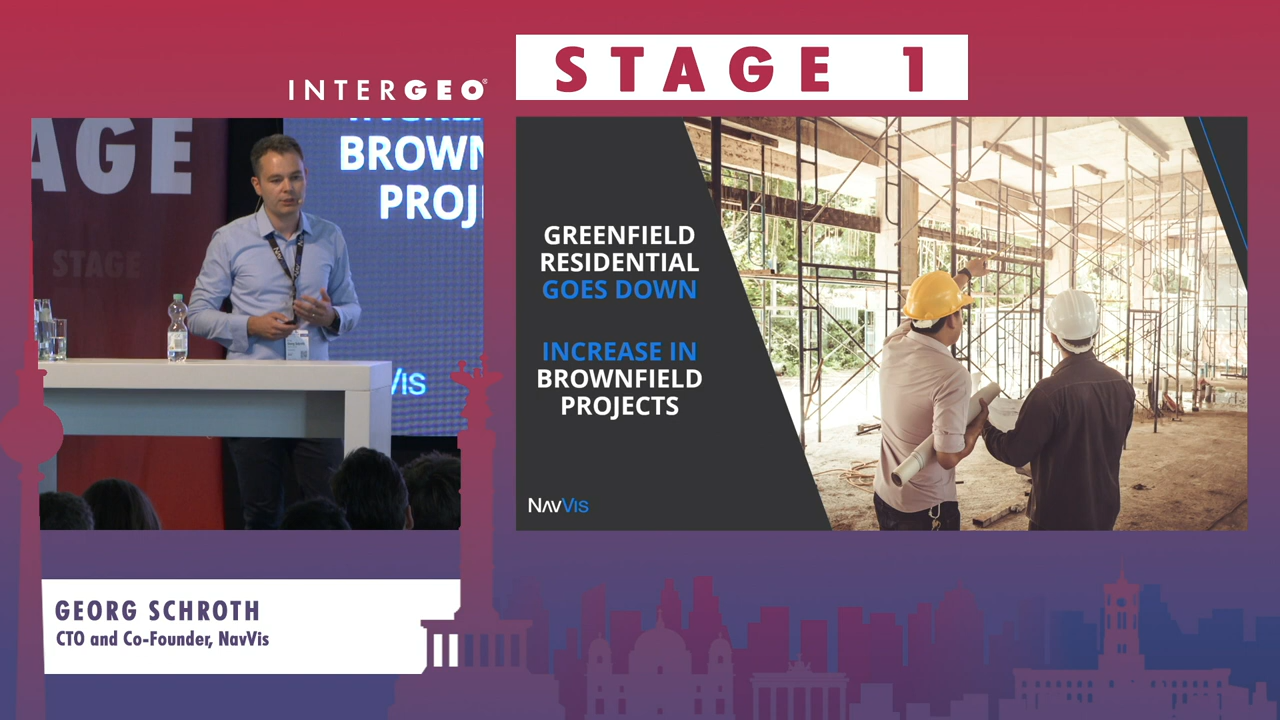 INTERGEO®
STAGE 1
AGE
STAGE
BROWN
PROJ
Vis
GREENFIELD
RESIDENTIAL
GOES DOWN
INCREASE IN
BROWNFIELD
PROJECTS
NavVis
GEORG SCHROTH
CTO and Co-Founder, NavVis